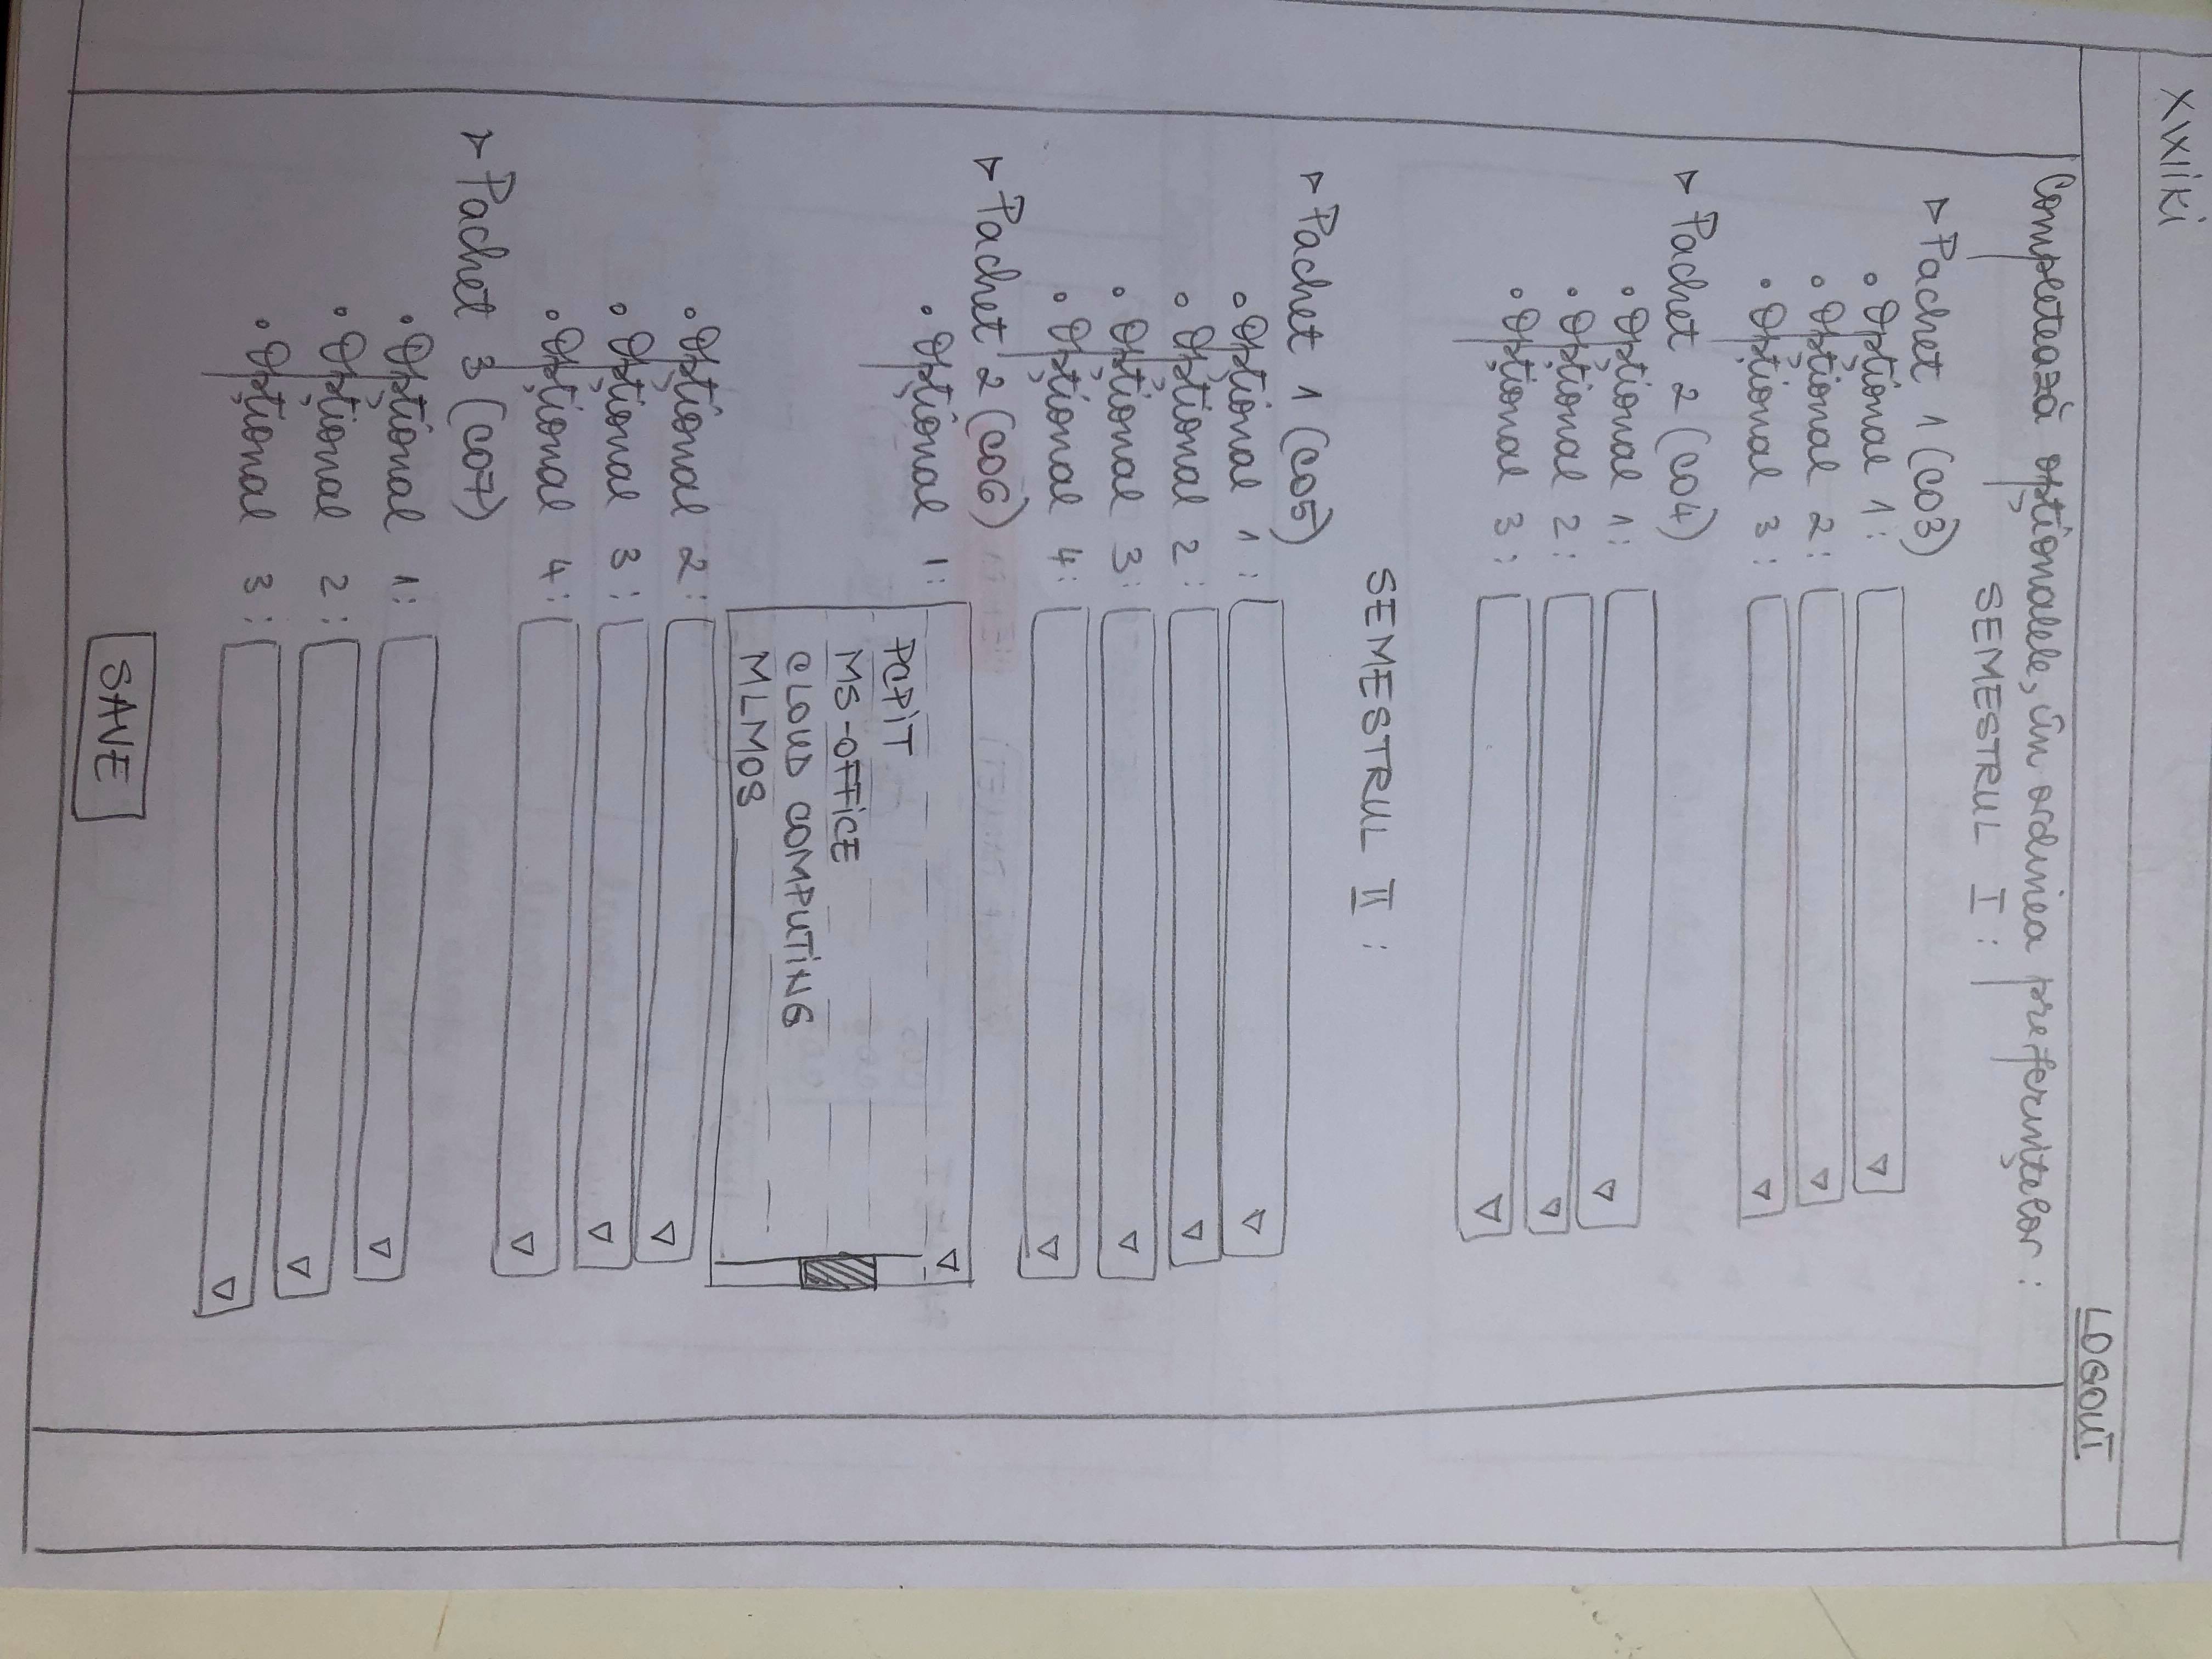 XWiKi
LOGOUT
Completează opționalele, în ordinea preferințelor:
SEMESTRUL I:
Pachet 1 (CO3)
Opțional 1:
Opțional 2:
Opțional 3:
Pachet 2 (CO4)
Opțional 1:
Opțional 2:
Opțional 3:
SEMESTRUL II:
Pachet 1 (CO5)
Opțional 1:
Opțional 2:
Opțional 3:
Opțional 4:
Pachet 2 (CO6)
Opțional 1:
PCPIT
MS-OFFICE
CLOUD COMPUTING
MLMOS
Opțional 2:
Opțional 3:
Opțional 4:
Pachet 3 (CO7)
Opțional 1:
Opțional 2:
Opțional 3:
SAVE